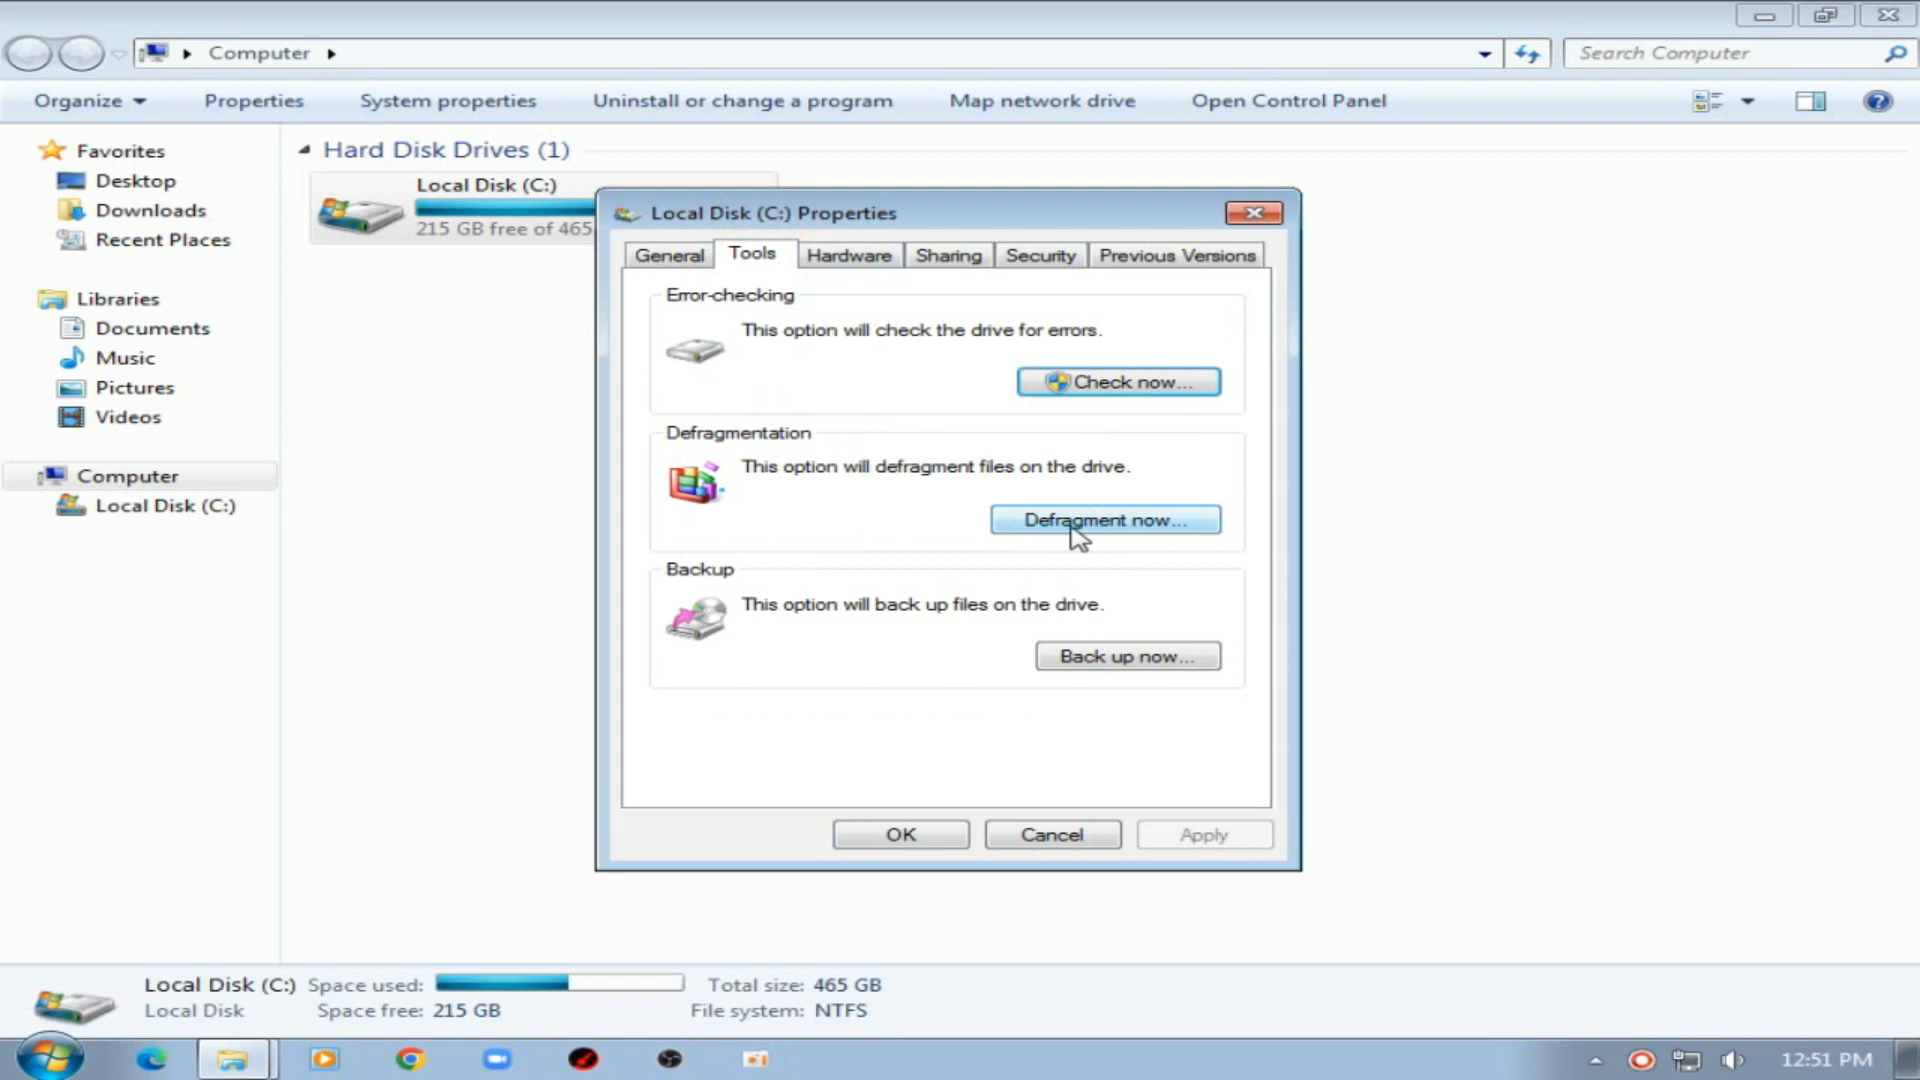 Computer
Search Computer
Organize
Properties
System properties
Uninstall or change a program
Map network drive
Open Control Panel
Favorites
Desktop
Downloads
Recent Places
Libraries
Documents
Music
Pictures
Videos
Computer
Local Disk (C:)
Hard Disk Drives (1)
Local Disk (C:)
215 GB free of 465
Local Disk (C:) Properties
General
Tools
Hardware
Sharing
Security
Previous Versions
Error-checking
This option will check the drive for errors.
Check now...
Defragmentation
This option will defragment files on the drive.
Defragment now...
Backup
This option will back up files on the drive.
Back up now...
OK
Cancel
Apply
Local Disk (C:) Space used:
Total size: 465 GB
Local Disk
Space free: 215 GB
File system: NTFS
12:51 PM